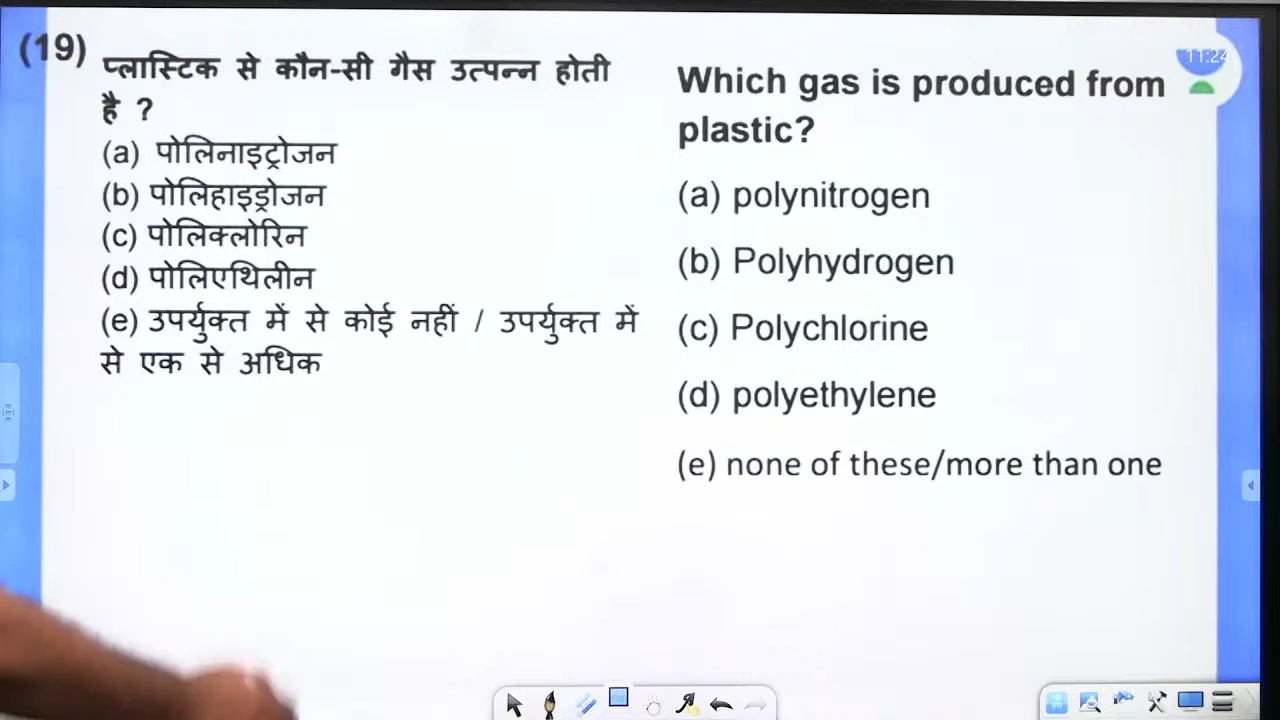 (19)
प्लास्टिक से कौन-सी गैस उत्पन्न होती
है ?
(a) पोलिनाइट्रोजन
(b) पोलिहाइड्रोजन
(c) पोलिक्लोरिन
(d) पोलिएथिलीन
(e) उपर्युक्त में से कोई नहीं / उपर्युक्त में
से एक से अधिक
Which gas is produced from
plastic?
(a) polynitrogen
(b) Polyhydrogen
(c) Polychlorine
(d) polyethylene
(e) none of these/more than one
11:24